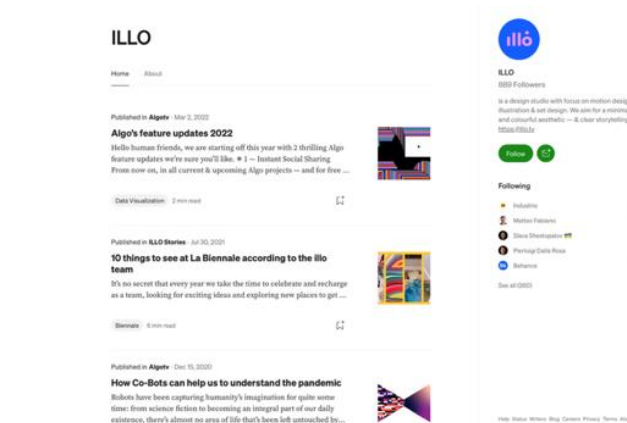 ILLO
Home About
Published in Algotv · Mar 2, 2022
Algo's feature updates 2022
Hello human friends, we are starting off this year with 2 thrilling Algo
feature updates we're sure you'll like. 1 — Instant Social Sharing
From now on, in all current & upcoming Algo projects — and for free ...
Data Visualization 2 min read
Published in ILLO Stories · Jul 30, 2021
10 things to see at La Biennale according to the illo
team
It's no secret that every year we take the time to celebrate and recharge
as a team, looking for exciting ideas and exploring new places to get ...
Biennale 6 min read
Published in Algotv · Dec 15, 2020
How Co-Bots can help us to understand the pandemic
Robots have been capturing humanity's imagination for quite some
time: from science fiction to becoming an integral part of our daily
existence, there's almost no area of life that's been left untouched by...
illo
ILLO
889 Followers
is a design studio with focus on motion desig
illustration & set design. We aim for a minima
and colourful aesthetic — & clear storytelling
https://illo.tv
Follow
Following
Industrio
Matteo Fabiano
Slava Shestopalov
Pierluigi Dalla Rosa
Behance
See all (260)
Help Status Writers Blog Careers Privacy Terms